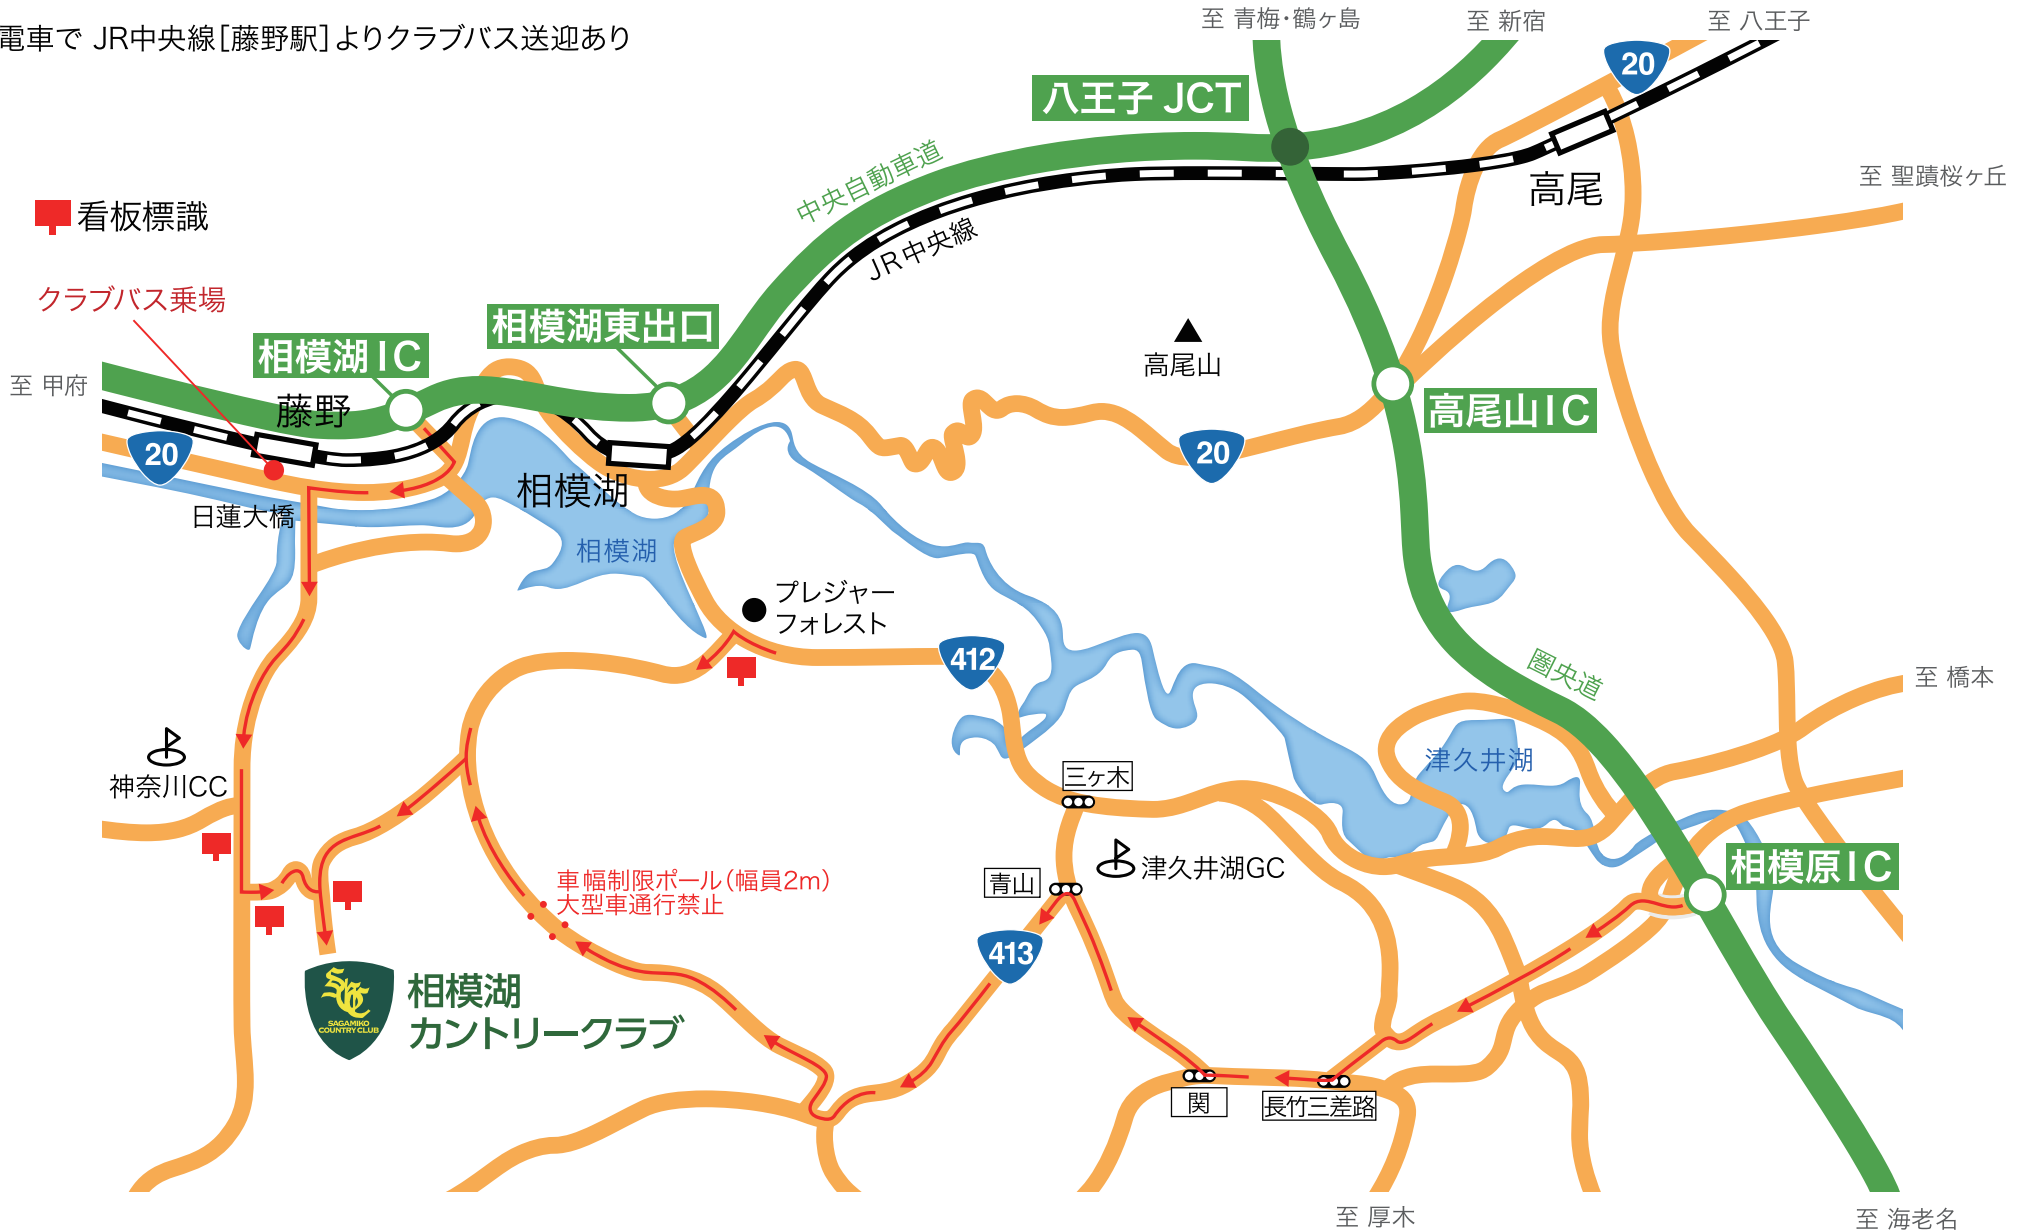 電車で JR中央線[藤野駅]よりクラブバス送迎あり
至 青梅・鶴ヶ島
至 新宿
至 八王子
20
八王子 JCT
中央自動車道
至 聖蹟桜ヶ丘
高尾
看板標識
JR中央線
クラブバス乗場
相模湖東出口
相模湖IC
高尾山
至 甲府
藤野
高尾山IC
20
20
相模湖
日蓮大橋
相模湖
プレジャー
フォレスト
412
圏央道
至 橋本
津久井湖
三ヶ木
神奈川CC
相模原IC
津久井湖GC
青山
車幅制限ポール(幅員2m)
大型車通行禁止
413
相模湖
カントリークラブ
SAGAMIKO
COUNTRY CLUB
関
長竹三差路
至 厚木
至 海老名